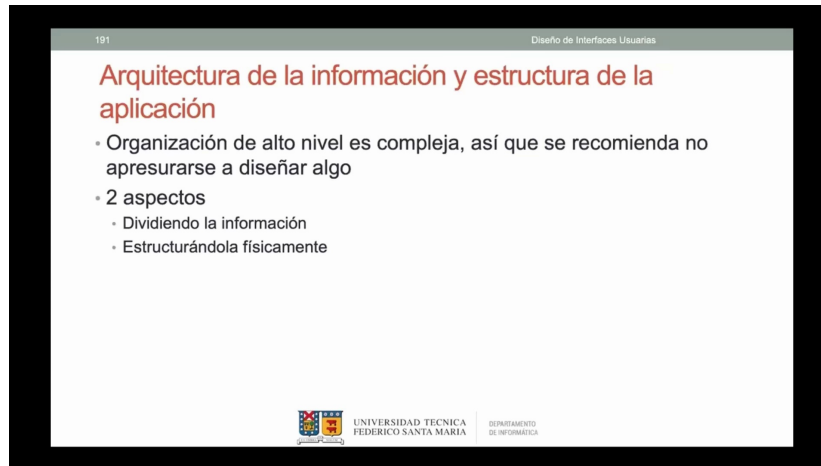 191
Diseño de Interfaces Usuarias
Arquitectura de la información y estructura de la
aplicación
• Organización de alto nivel es compleja, así que se recomienda no
apresurarse a diseñar algo
• 2 aspectos
• Dividiendo la información
• Estructurándola físicamente
UNIVERSIDAD TECNICA
FEDERICO SANTA MARIA
DEPARTAMENTO
DE INFORMÁTICA